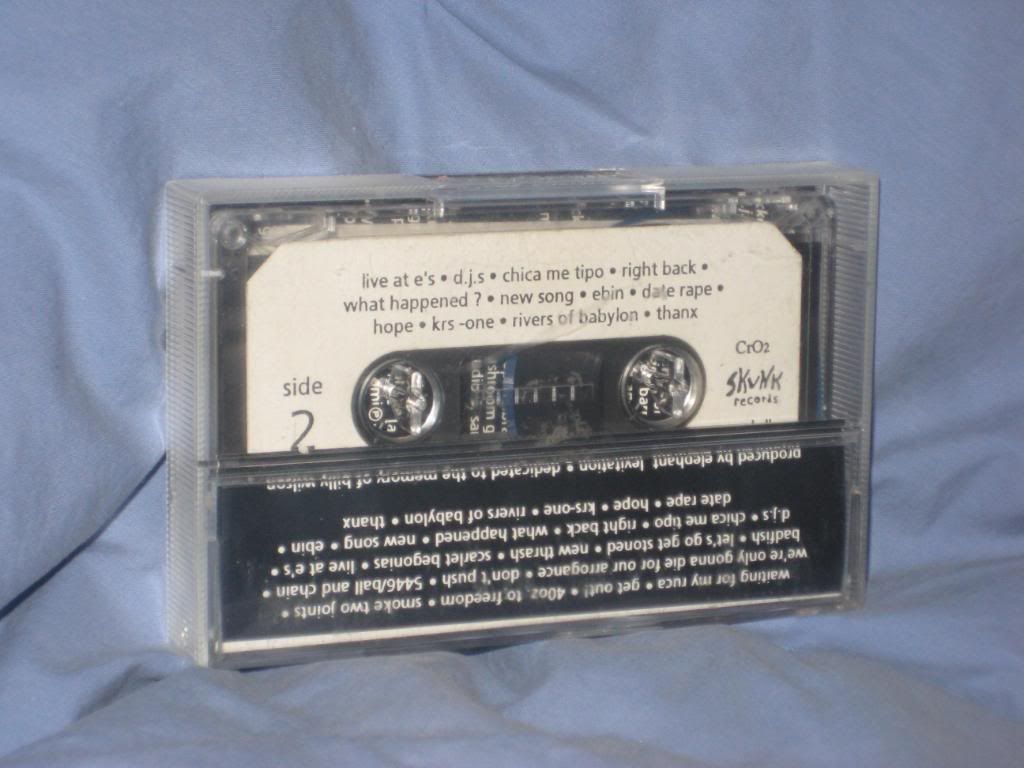 live at e's • d.j.s • chica me tipo • right back •
what happened ? • new song • ebin • date rape •
hope • krs -one • rivers of babylon • thanx
CrO2
side
2
SKUNK
records
shroom g
waiting for my ruca • get out! • 40oz. to freedom • smoke two joints •
we're only gonna die for our arrogance • don't push • 5446/ball and chain
badfish • let's go get stoned • new thrash • scarlet begonias • live at e's •
d.j.s • chica me tipo • right back • what happened • new song • ebin •
date rape • hope • krs-one • rivers of babylon • thanx
produced by elephant levitation • dedicated to the memory of billy wilson